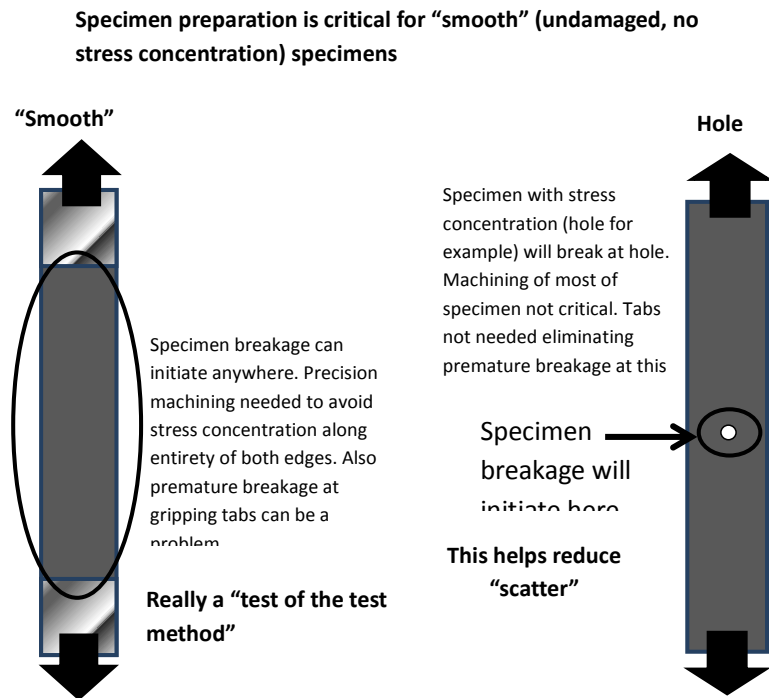 Specimen preparation is critical for “smooth” (undamaged, no
stress concentration) specimens
“Smooth”
Specimen breakage can
initiate anywhere. Precision
machining needed to avoid
stress concentration along
entirety of both edges. Also
premature breakage at
gripping tabs can be a
problem
Really a “test of the test
method”
Hole
Specimen with stress
concentration (hole for
example) will break at hole.
Machining of most of
specimen not critical. Tabs
not needed eliminating
premature breakage at this
Specimen
breakage will
initiate here
This helps reduce
“scatter”